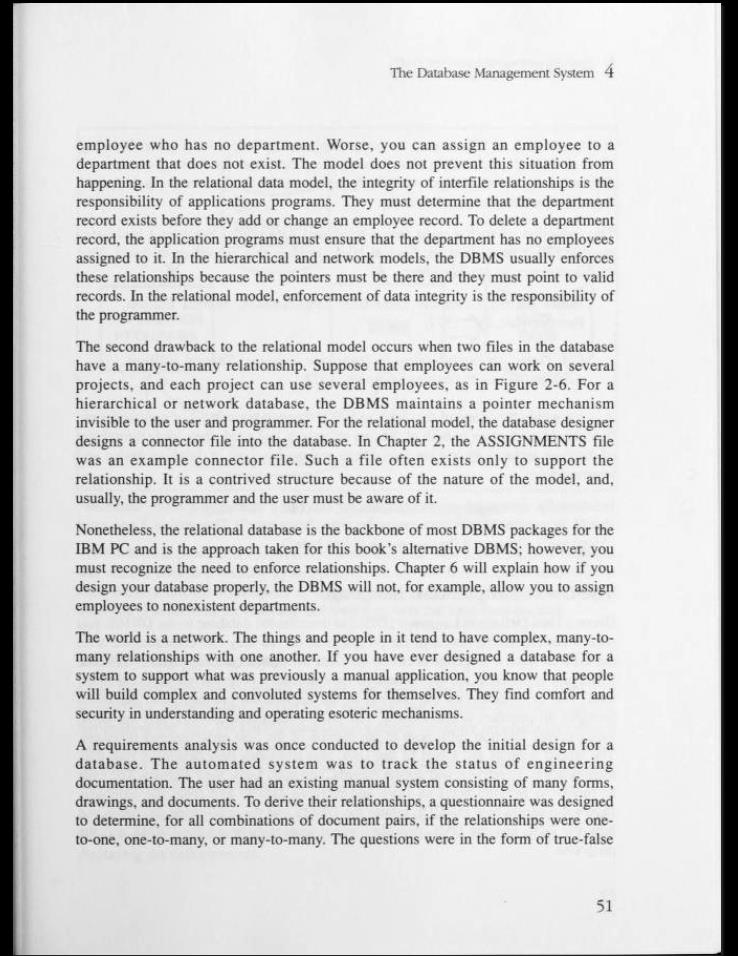 The Database Management System 4
employee who has no department. Worse, you can assign an employee to a
department that does not exist. The model does not prevent this situation from
happening. In the relational data model, the integrity of interfile relationships is the
responsibility of applications programs. They must determine that the department
record exists before they add or change an employee record. To delete a department
record, the application programs must ensure that the department has no employees
assigned to it. In the hierarchical and network models, the DBMS usually enforces
these relationships because the pointers must be there and they must point to valid
records. In the relational model, enforcement of data integrity is the responsibility of
the programmer.
The second drawback to the relational model occurs when two files in the database
have a many-to-many relationship. Suppose that employees can work on several
projects, and each project can use several employees, as in Figure 2-6. For a
hierarchical or network database, the DBMS maintains a pointer mechanism
invisible to the user and programmer. For the relational model, the database designer
designs a connector file into the database. In Chapter 2, the ASSIGNMENTS file
was an example connector file. Such a file often exists only to support the
relationship. It is a contrived structure because of the nature of the model, and,
usually, the programmer and the user must be aware of it.
Nonetheless, the relational database is the backbone of most DBMS packages for the
IBM PC and is the approach taken for this book's alternative DBMS; however, you
must recognize the need to enforce relationships. Chapter 6 will explain how if you
design your database properly, the DBMS will not, for example, allow you to assign
employees to nonexistent departments.
The world is a network. The things and people in it tend to have complex, many-to-
many relationships with one another. If you have ever designed a database for a
system to support what was previously a manual application, you know that people
will build complex and convoluted systems for themselves. They find comfort and
security in understanding and operating esoteric mechanisms.
A requirements analysis was once conducted to develop the initial design for a
database. The automated system was to track the status of engineering
documentation. The user had an existing manual system consisting of many forms,
drawings, and documents. To derive their relationships, a questionnaire was designed
to determine, for all combinations of document pairs, if the relationships were one-
to-one, one-to-many, or many-to-many. The questions were in the form of true-false
51